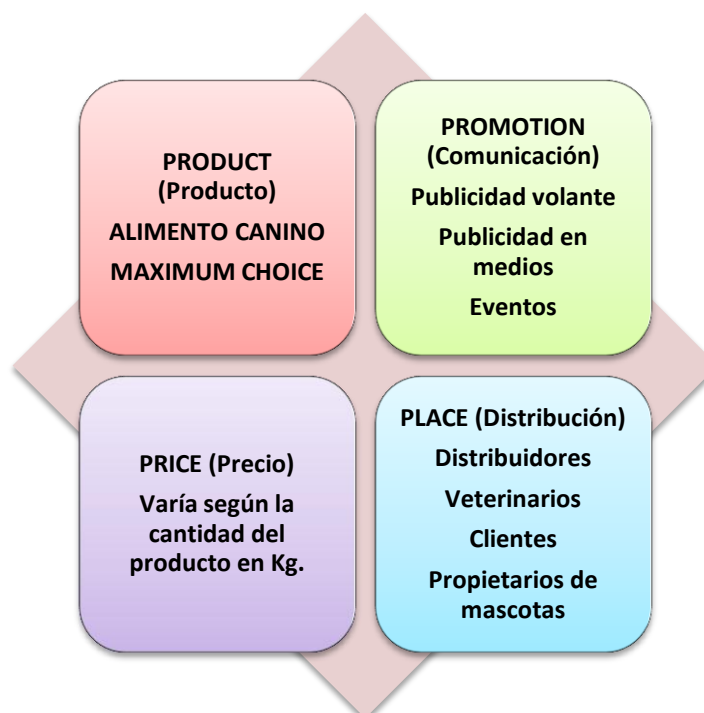 PRODUCT
(Producto)
ALIMENTO CANINO
MAXIMUM CHOICE
PROMOTION
(Comunicación)
Publicidad volante
Publicidad en
medios
Eventos
PRICE (Precio)
Varía según la
cantidad del
producto en Kg.
PLACE (Distribución)
Distribuidores
Veterinarios
Clientes
Propietarios de
mascotas